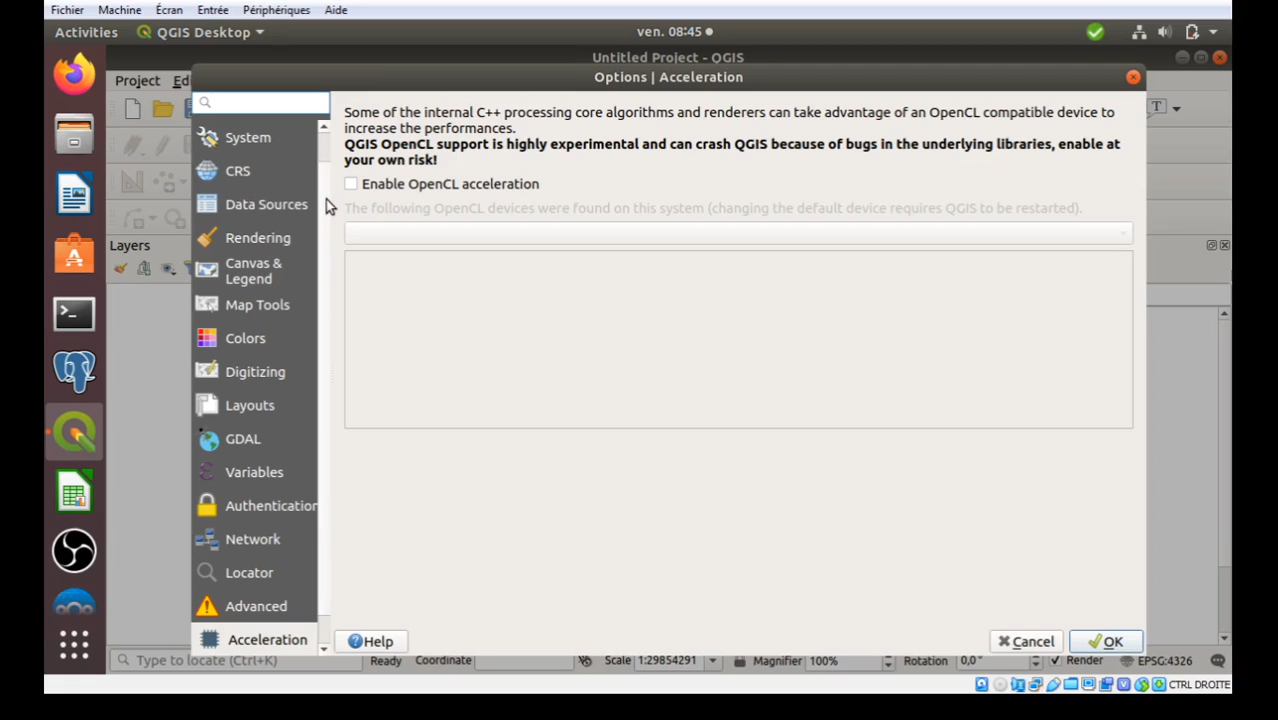 Fichier Machine Écran Entrée Périphériques Aide
Activities QGIS Desktop ven. 08:45
Untitled Project - QGIS
Project Edi
Options | Acceleration
System
CRS
Data Sources
Rendering
Canvas &
Legend
Map Tools
Colors
Digitizing
Layouts
GDAL
Variables
Authentication
Network
Locator
Advanced
Acceleration
Some of the internal C++ processing core algorithms and renderers can take advantage of an OpenCL compatible device to
increase the performances.
QGIS OpenCL support is highly experimental and can crash QGIS because of bugs in the underlying libraries, enable at
your own risk!
Enable OpenCL acceleration
The following OpenCL devices were found on this system (changing the default device requires QGIS to be restarted).
Help
Cancel
OK
Layers
Type to locate (Ctrl+K) Ready Coordinate Scale 1:29854291 Magnifier 100% Rotation 0,0° Render EPSG:4326
CTRL DROITE